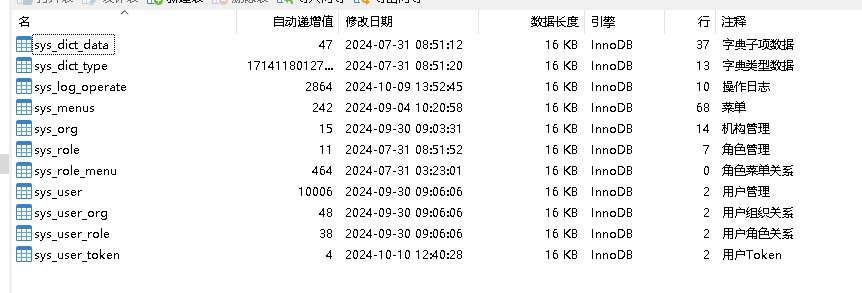 名 自动递增值 修改日期 数据长度 引擎 行 注释
sys_dict_data 47 2024-07-31 08:51:12 16 KB InnoDB 37 字典子项数据
sys_dict_type 17141180127... 2024-07-31 08:51:20 16 KB InnoDB 13 字典类型数据
sys_log_operate 2864 2024-10-09 13:52:45 16 KB InnoDB 10 操作日志
sys_menus 242 2024-09-04 10:20:58 16 KB InnoDB 68 菜单
sys_org 15 2024-09-30 09:03:31 16 KB InnoDB 14 机构管理
sys_role 11 2024-07-31 08:51:52 16 KB InnoDB 7 角色管理
sys_role_menu 464 2024-07-31 03:23:01 16 KB InnoDB 0 角色菜单关系
sys_user 10006 2024-09-30 09:06:06 16 KB InnoDB 2 用户管理
sys_user_org 48 2024-09-30 09:06:06 16 KB InnoDB 2 用户组织关系
sys_user_role 38 2024-09-30 09:06:06 16 KB InnoDB 2 用户角色关系
sys_user_token 4 2024-10-10 12:40:28 16 KB InnoDB 2 用户Token